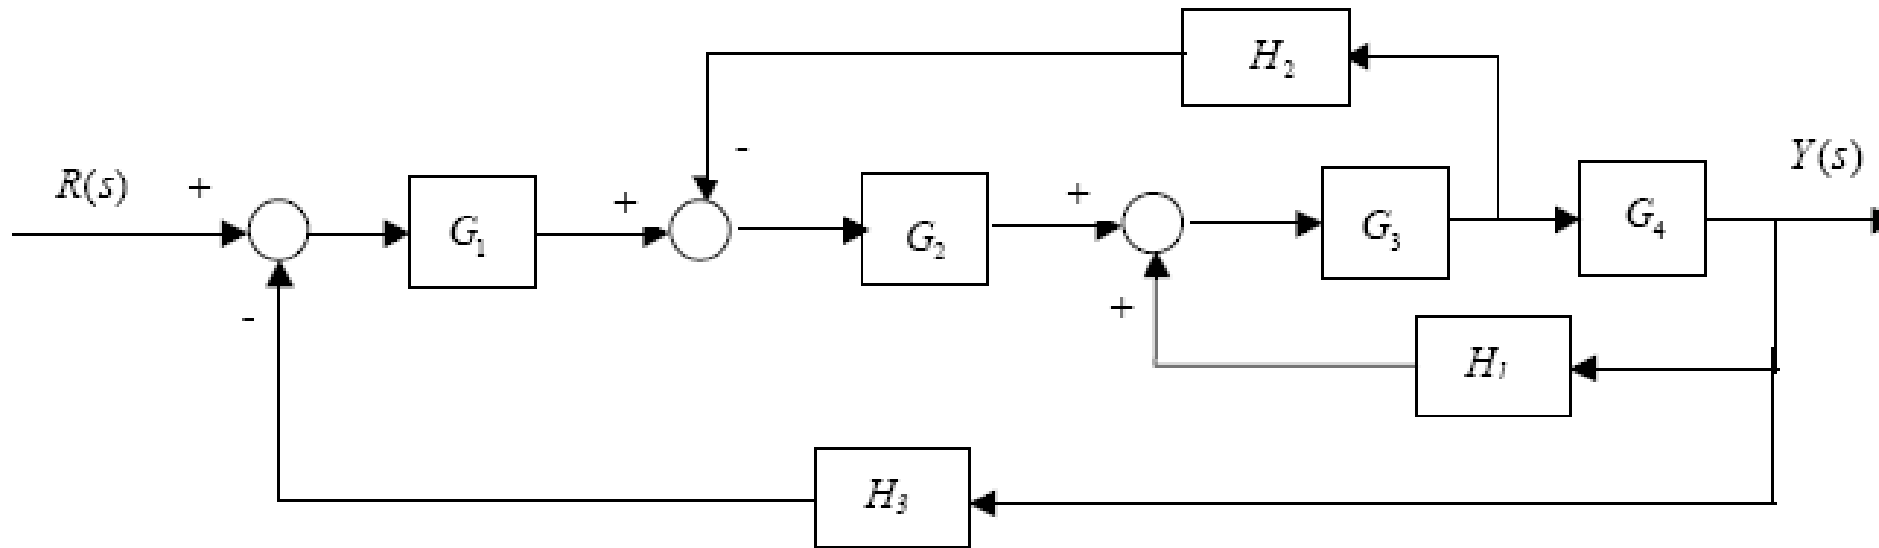 H₂
-
R(s) + G₁ + G₂ + G₃ G₄ Y(s)
- + H₁
H₃